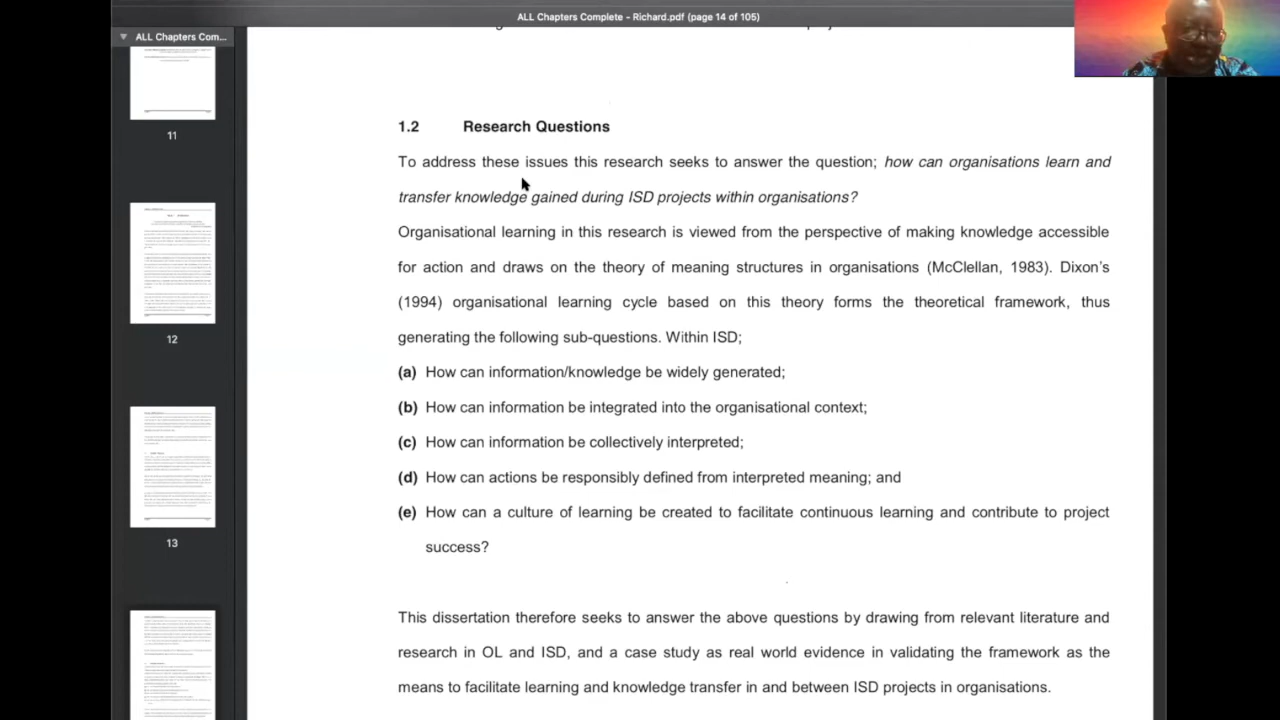 ALL Chapters Complete - Richard.pdf (page 14 of 105)
ALL Chapters Com...
11
12
13
1.2 Research Questions
To address these issues this research seeks to answer the question; how can organisations learn and
transfer knowledge gained during ISD projects within organisations?
Organisational learning in this research is viewed from the perspective of making knowledge accessible
for action and draws on the theory of meaning structures in organisations (McClellan, 1983). Dixon's
(1999) organisational learning cycle based on this theory forms the theoretical framework, thus
generating the following sub-questions. Within ISD;
(a) How can information/knowledge be widely generated;
(b) How can information be integrated into the organisational context;
(c) How can information be collectively interpreted;
(d) How can actions be responsibly defined from interpreted meaning; and
(e) How can a culture of learning be created to facilitate continuous learning and contribute to project
success?
The dissertation therefore seeks to answer the above questions by drawing from relevant literature and
research in OL and ISD, and a case study as real world evidence in validating the framework as the
means to facilitate learning and knowledge transfer in and between ISD projects in organisations.